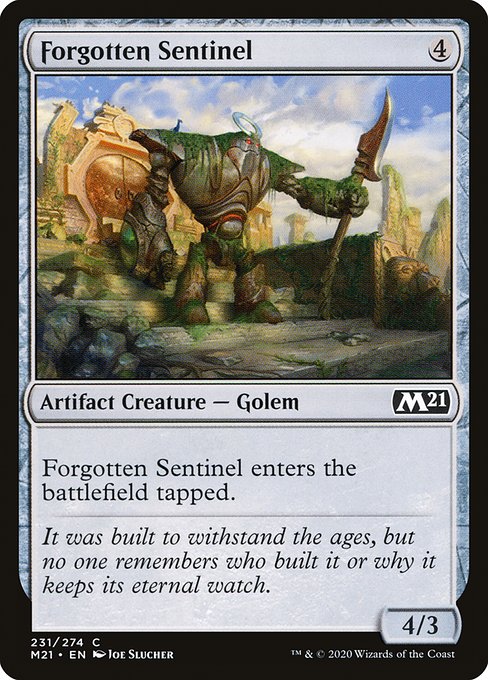 Forgotten Sentinel 4
Artifact Creature — Golem M21
Forgotten Sentinel enters the
battlefield tapped.
It was built to withstand the ages, but
no one remembers who built it or why it
keeps its eternal watch.
4/3
231/274 C
M21 • EN Joe Slucher ™ & © 2020 Wizards of the Coast